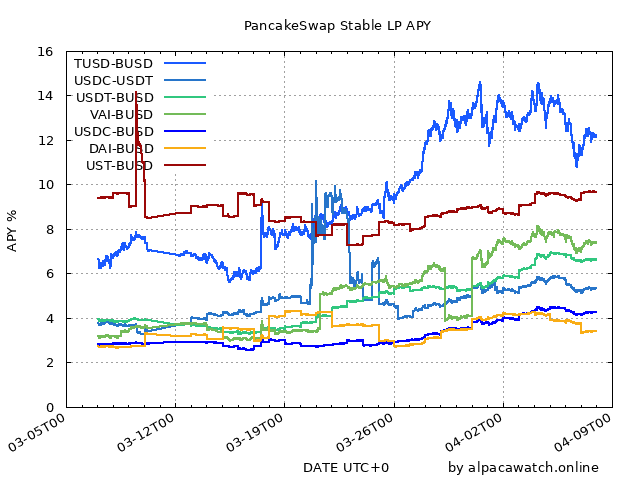 PancakeSwap Stable LP APY
16
14
12
10
8
6
4
2
0
APY %
TUSD-BUSD
USDC-USDT
USDT-BUSD
VAI-BUSD
USDC-BUSD
DAI-BUSD
UST-BUSD
03-05T00
03-12T00
03-19T00
03-26T00
04-02T00
04-09T00
DATE UTC+0
by alpacawatch.online